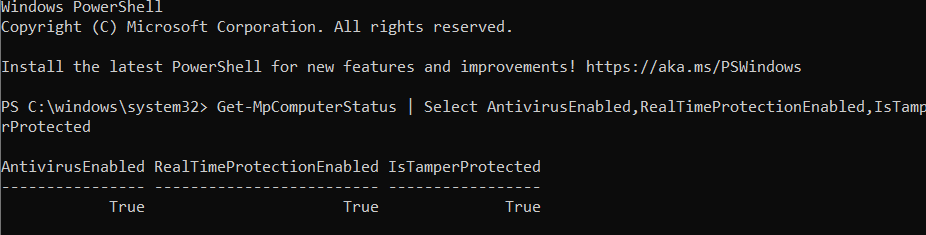 Windows PowerShell
Copyright (C) Microsoft Corporation. All rights reserved.
Install the latest PowerShell for new features and improvements! https://aka.ms/PSWindows
PS C:\windows\system32> Get-MpComputerStatus | Select AntivirusEnabled,RealTimeProtectionEnabled,IsTampe
rProtected
AntivirusEnabled RealTimeProtectionEnabled IsTamperProtected
---------------- ------------------------- -----------------
True True True